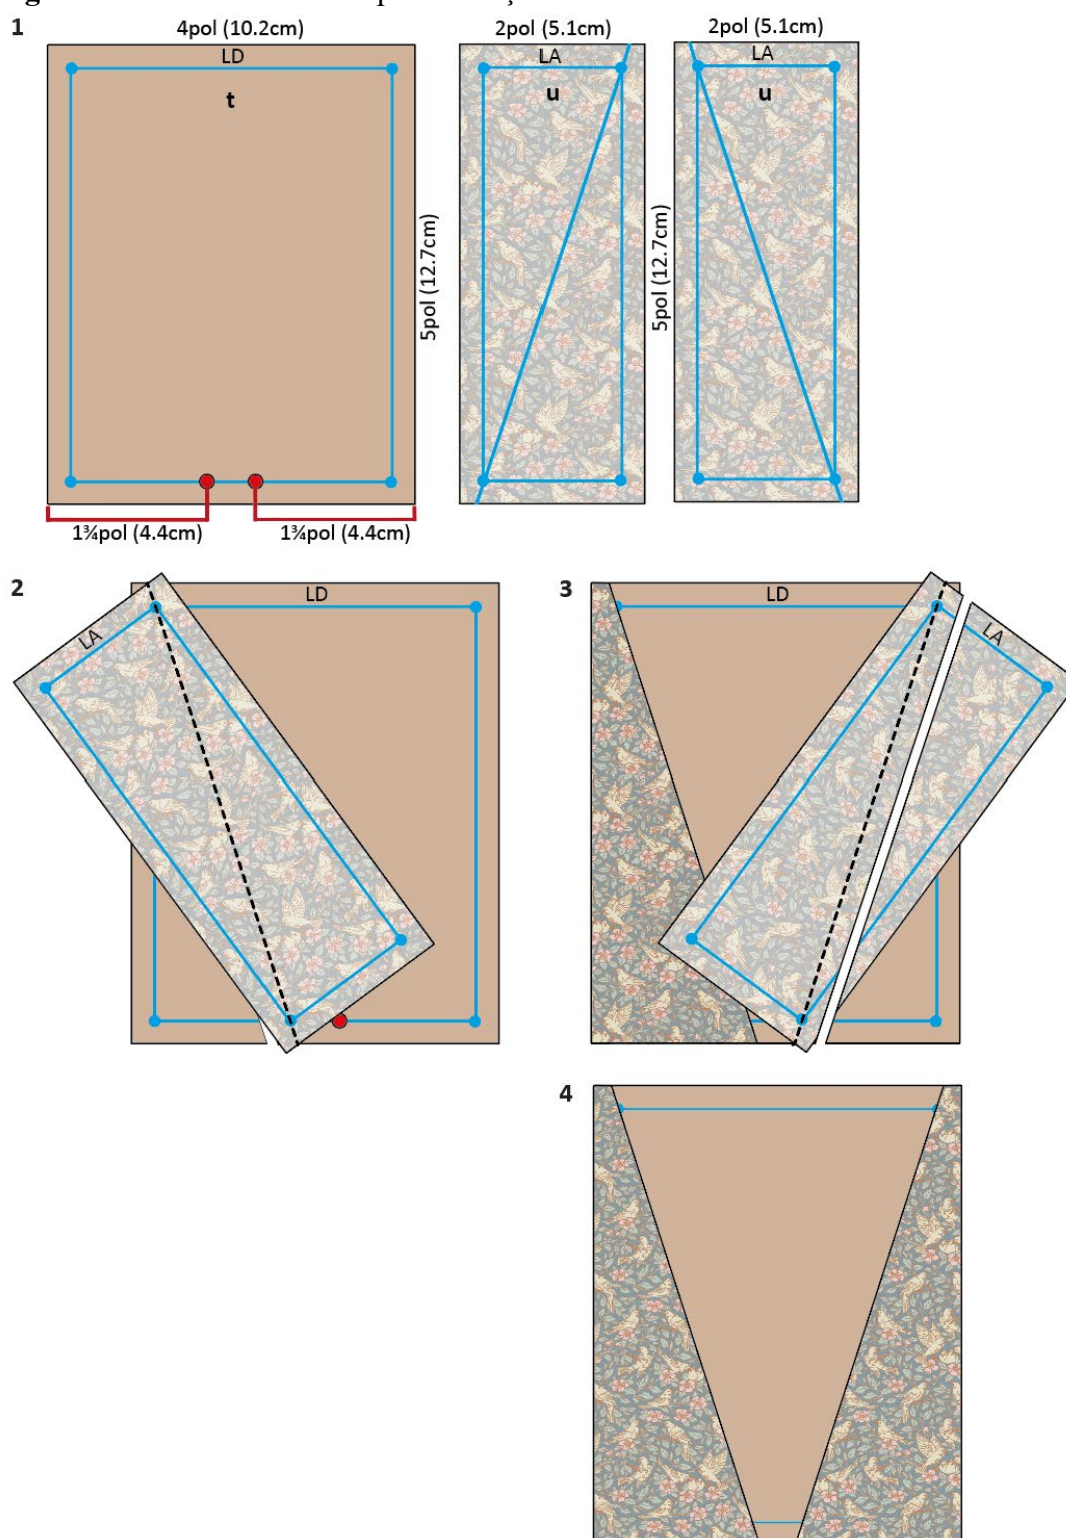 1
4pol (10.2cm)
LD
t
5pol (12.7cm)
1¾pol (4.4cm)
1¾pol (4.4cm)
2pol (5.1cm)
LA
u
5pol (12.7cm)
2pol (5.1cm)
LA
u
2
LD
LA
3
LD
LA
4